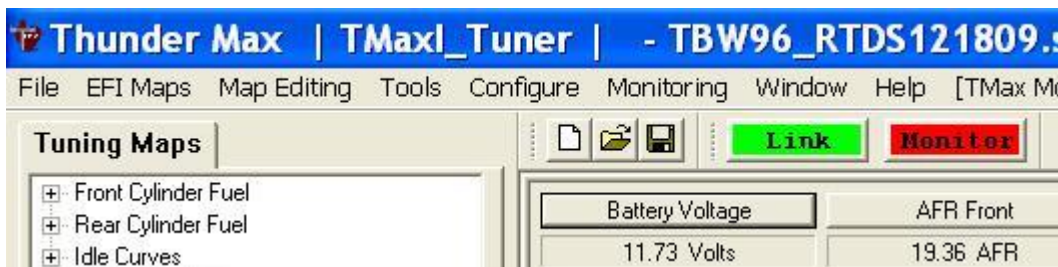 Thunder Max | TMaxI_Tuner | - TBW96_RTDS121809.
File EFI Maps Map Editing Tools Configure Monitoring Window Help [TMax
Tuning Maps
Link Monitor
Front Cylinder Fuel
Rear Cylinder Fuel
Idle Curves
Battery Voltage AFR Front
11.73 Volts 19.36 AFR